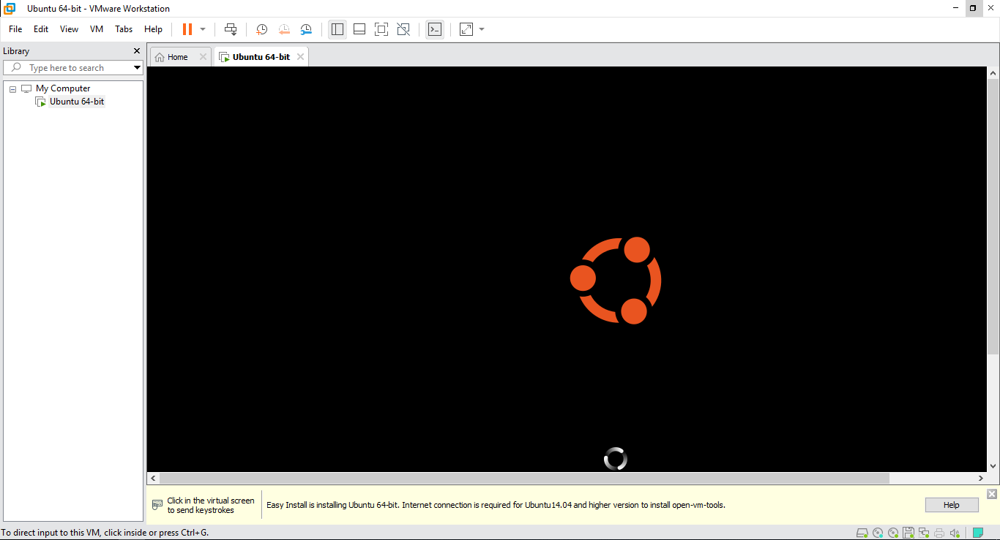 Ubuntu 64-bit - VMware Workstation
File Edit View VM Tabs Help
Library
Type here to search
My Computer
Ubuntu 64-bit
Home
Ubuntu 64-bit
Click in the virtual screen
to send keystrokes
Easy Install is installing Ubuntu 64-bit. Internet connection is required for Ubuntu14.04 and higher version to install open-vm-tools.
Help
To direct input to this VM, click inside or press Ctrl+G.